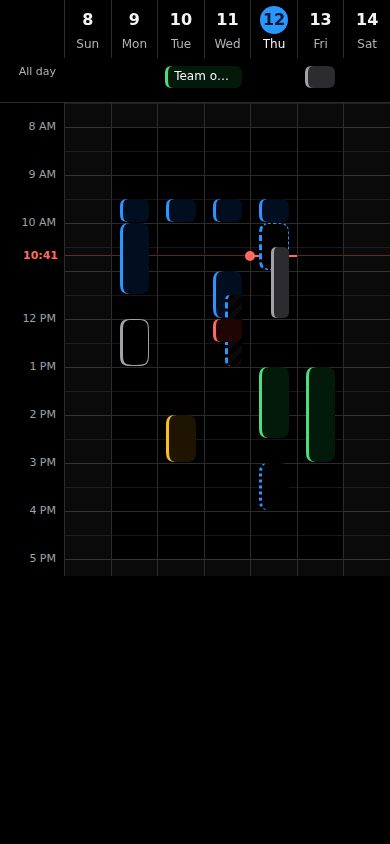 8 9 10 11 12 13 14
Sun Mon Tue Wed Thu Fri Sat
All day
Team o...
8 AM
9 AM
10 AM
10:41
12 PM
1 PM
2 PM
3 PM
4 PM
5 PM